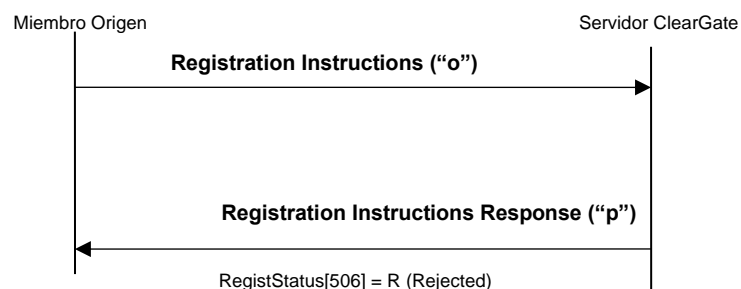 Miembro Origen
Servidor ClearGate
Registration Instructions (“o”)
Registration Instructions Response (“p”)
RegistStatus[506] = R (Rejected)